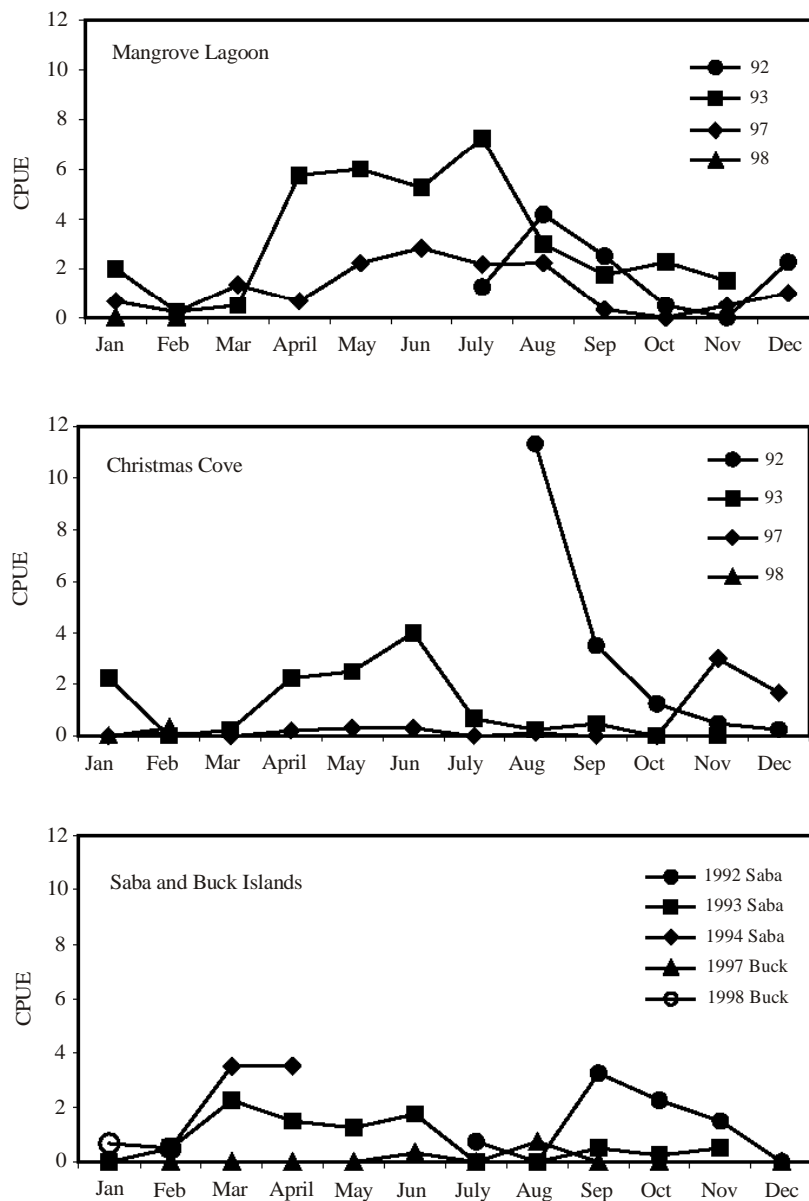 12
10
8
6
4
2
0
CPUE
Mangrove Lagoon
92
93
97
98
Jan Feb Mar April May Jun July Aug Sep Oct Nov Dec
12
10
8
6
4
2
0
CPUE
Christmas Cove
92
93
97
98
Jan Feb Mar April May Jun July Aug Sep Oct Nov Dec
12
10
8
6
4
2
0
CPUE
Saba and Buck Islands
1992 Saba
1993 Saba
1994 Saba
1997 Buck
1998 Buck
Jan Feb Mar April May Jun July Aug Sep Oct Nov Dec